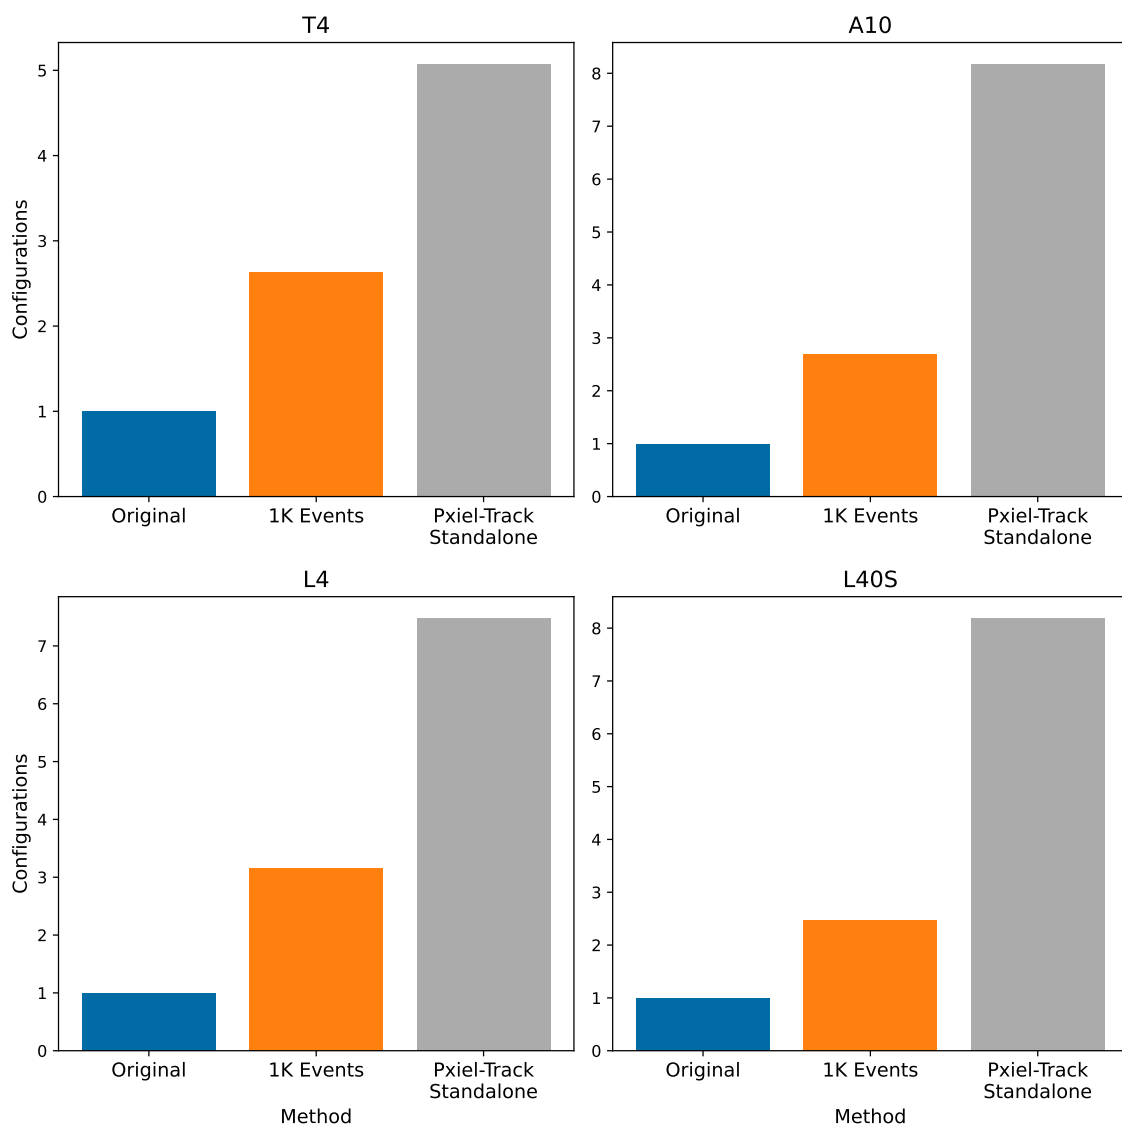 T4
Configurations
5
4
3
2
1
0
Original
1K Events
Pxiel-Track
Standalone
A10
8
7
6
5
4
3
2
1
0
Original
1K Events
Pxiel-Track
Standalone
L4
Configurations
7
6
5
4
3
2
1
0
Original
1K Events
Pxiel-Track
Standalone
Method
L40S
8
7
6
5
4
3
2
1
0
Original
1K Events
Pxiel-Track
Standalone
Method